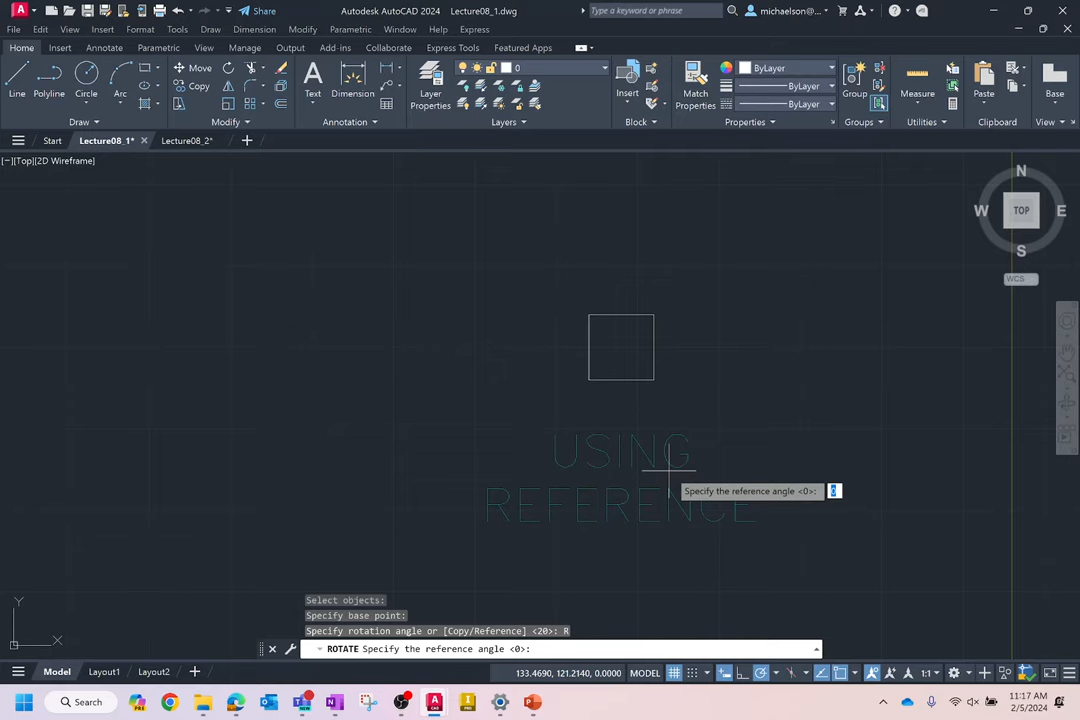 Share
Autodesk AutoCAD 2024 Lecture08_1.dwg
Type a keyword or phrase
michaelson@...
File Edit View Insert Format Tools Draw Dimension Modify Parametric Window Help Express
Home Insert Annotate Parametric View Manage Output Add-ins Collaborate Express Tools Featured Apps
Line Polyline Circle Arc
Move
Copy
Text Dimension
Layer Properties
0
Insert
Match Properties
ByLayer
ByLayer
ByLayer
Group
Measure
Paste
Base
Draw Modify Annotation Layers Block Properties Groups Utilities Clipboard View
Start Lecture08_1* Lecture08_2*
[−][Top][2D Wireframe]
N
W TOP E
S
WCS
USING
REFERENCE
Specify the reference angle <0>: 0
Select objects:
Specify base point:
Specify rotation angle or [Copy/Reference] <20>: R
ROTATE Specify the reference angle <0>:
Y
X
Model Layout1 Layout2
133.4690, 121.2140, 0.0000 MODEL
1:1
Search
11:17 AM
2/5/2024